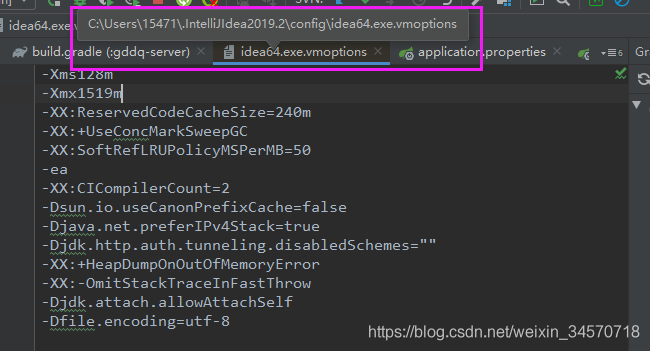 SVN:
C:\Users\15471\.IntelliJIdea2019.2\config\idea64.exe.vmoptions
idea64.exe.vm
build.gradle (:gddq-server)
idea64.exe.vmoptions
application.properties
6
Gr
-Xms128m
-Xmx1519m
-XX:ReservedCodeCacheSize=240m
-XX:+UseConcMarkSweepGC
-XX:SoftRefLRUPolicyMSPerMB=50
-ea
-XX:CICompilerCount=2
-Dsun.io.useCanonPrefixCache=false
-Djava.net.preferIPv4Stack=true
-Djdk.http.auth.tunneling.disabledSchemes=""
-XX:+HeapDumpOnOutOfMemoryError
-XX:-OmitStackTraceInFastThrow
-Djdk.attach.allowAttachSelf
-Dfile.encoding=utf-8
https://blog.csdn.net/weixin_34570718